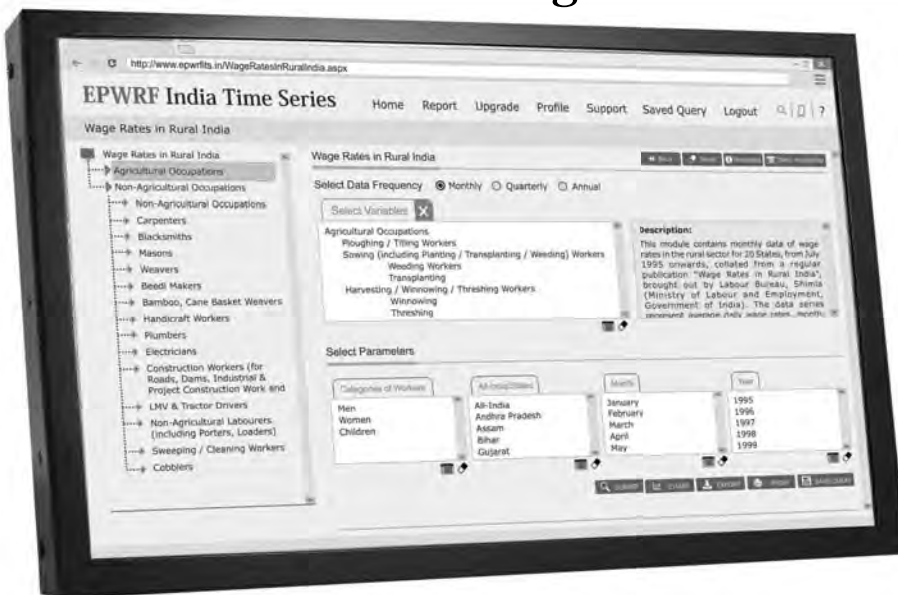 http://www.epwrfits.in/WageRatesInRuralIndia.aspx
EPWRF India Time Series
Home Report Upgrade Profile Support Saved Query Logout ?
Wage Rates in Rural India
Wage Rates in Rural India
Agricultural Occupations
Non-Agricultural Occupations
Non-Agricultural Occupations
Carpenters
Blacksmiths
Masons
Weavers
Beedi Makers
Bamboo, Cane Basket Weavers
Handicraft Workers
Plumbers
Electricians
Construction Workers (for
Roads, Dams, Industrial &
Project Construction Work and
LMV & Tractor Drivers
Non-Agricultural Labourers
(including Porters, Loaders)
Sweeping / Cleaning Workers
Cobblers
Wage Rates in Rural India
Select Data Frequency Monthly Quarterly Annual
Select Variables X
Agricultural Occupations
Ploughing / Tilling Workers
Sowing (including Planting / Transplanting / Weeding) Workers
Weeding Workers
Transplanting
Harvesting / Winnowing / Threshing Workers
Winnowing
Threshing
Description:
This module contains monthly data of wage
rates in the rural sector for 20 States, from July
1995 onwards, collated from a regular
publication "Wage Rates in Rural India",
brought out by Labour Bureau, Shimla
(Ministry of Labour and Employment,
Government of India). The data series
represent average daily wage rates, month
Select Parameters
Categories of Workers
Men
Women
Children
All-India
Andhra Pradesh
Assam
Bihar
Gujarat
Month
January
February
March
April
May
Year
1995
1996
1997
1998
1999